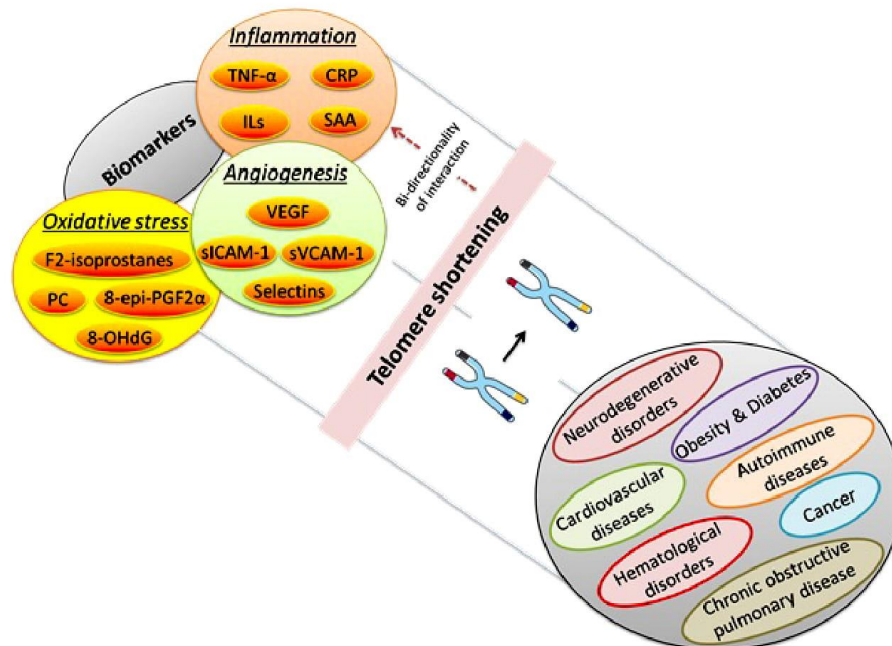 Inflammation
TNF-α
CRP
ILs
SAA
Biomarkers
Angiogenesis
VEGF
sICAM-1
sVCAM-1
Selectins
Oxidative stress
F2-isoprostanes
PC
8-epi-PGF2α
8-OHdG
Bi-directionality
of interaction
Telomere shortening
Neurodegenerative
disorders
Obesity & Diabetes
Autoimmune
diseases
Cardiovascular
diseases
Cancer
Hematological
disorders
Chronic obstructive
pulmonary disease